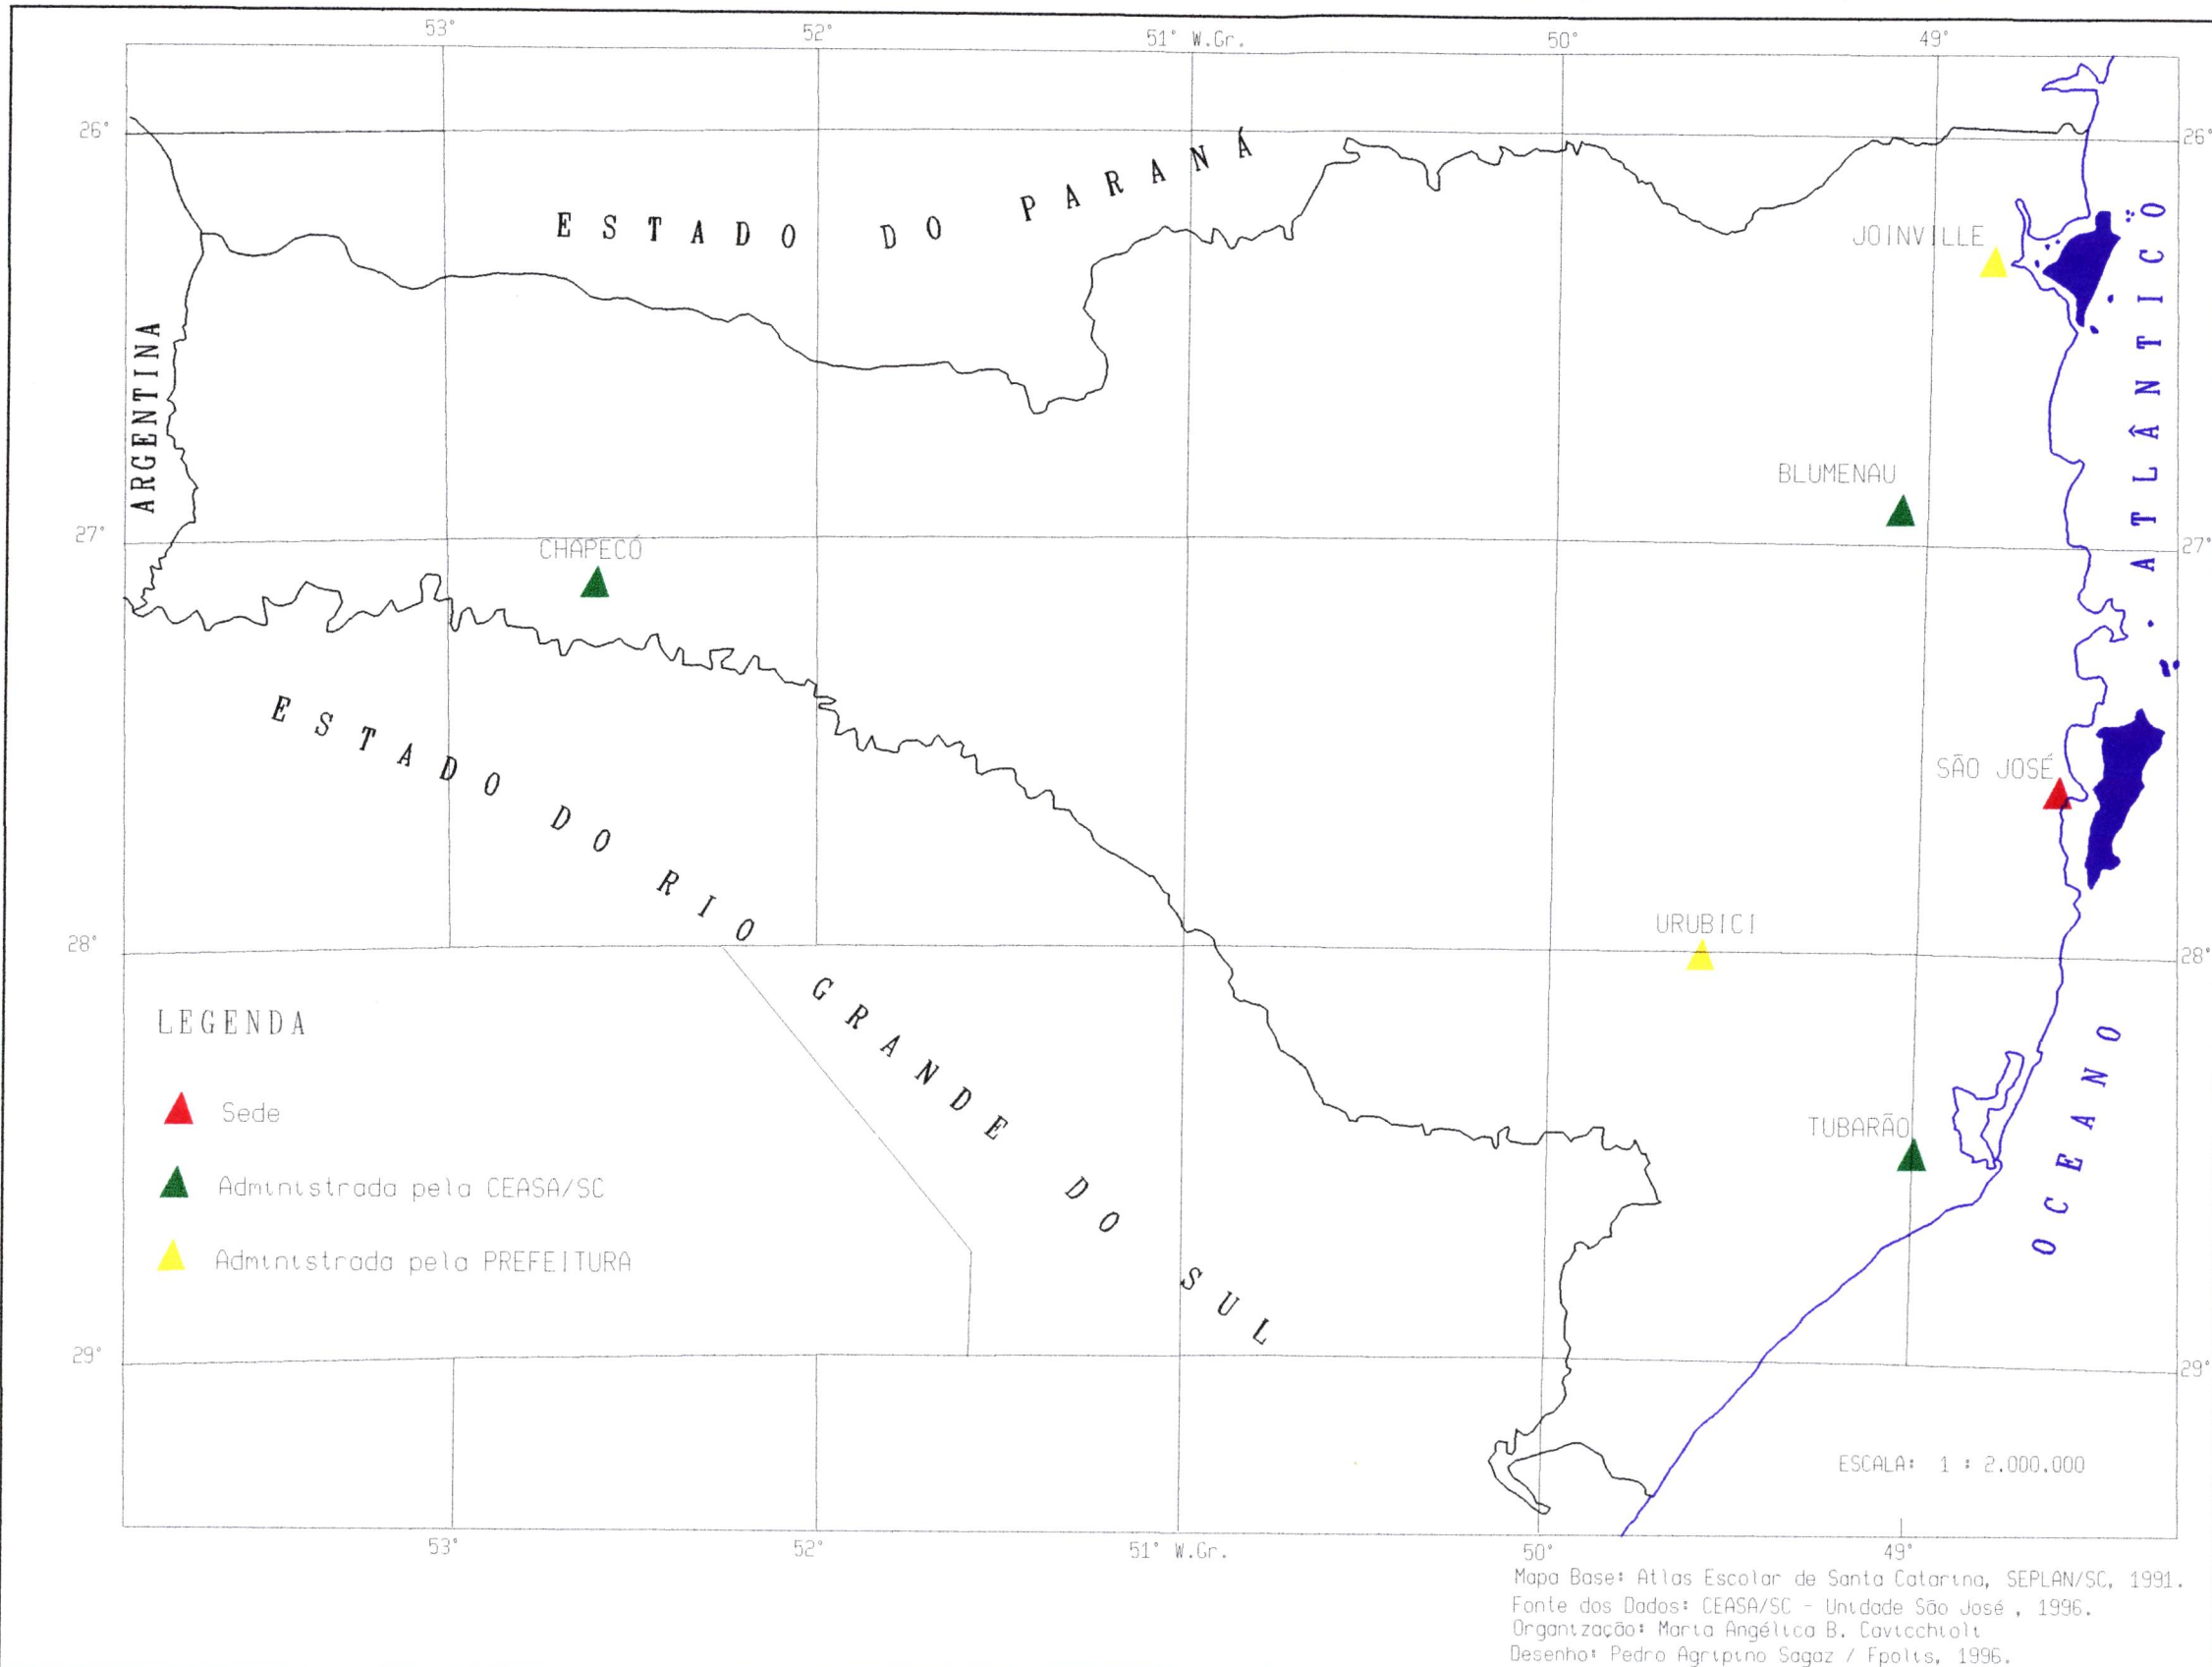 53° 52° 51° W.Gr. 50° 49°
26° 26°
ESTADO DO PARANÁ
JOINVILLE
ARGENTINA
BLUMENAU
27° 27°
CHAPECÓ
OCEANO ATLÂNTICO
SÃO JOSÉ
ESTADO DO RIO GRANDE DO SUL
URUBICI
28° 28°
LEGENDA
Sede
TUBARÃO
Administrada pela CEASA/SC
Administrada pela PREFEITURA
29° 29°
ESCALA: 1 : 2.000.000
53° 52° 51° W.Gr. 50° 49°
Mapa Base: Atlas Escolar de Santa Catarina, SEPLAN/SC, 1991.
Fonte dos Dados: CEASA/SC - Unidade São José , 1996.
Organização: Maria Angélica B. Cavicchioli
Desenho: Pedro Agripino Sagaz / Fpolis, 1996.